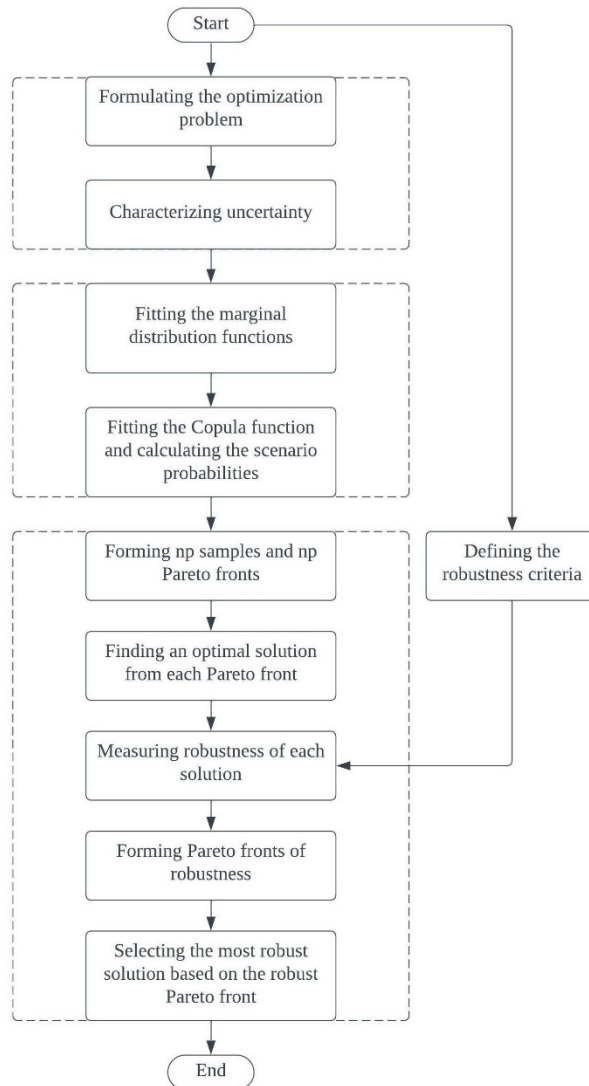 Start
Formulating the optimization
problem
Characterizing uncertainty
Fitting the marginal
distribution functions
Fitting the Copula function
and calculating the scenario
probabilities
Forming np samples and np
Pareto fronts
Defining the
robustness criteria
Finding an optimal solution
from each Pareto front
Measuring robustness of each
solution
Forming Pareto fronts of
robustness
Selecting the most robust
solution based on the robust
Pareto front
End